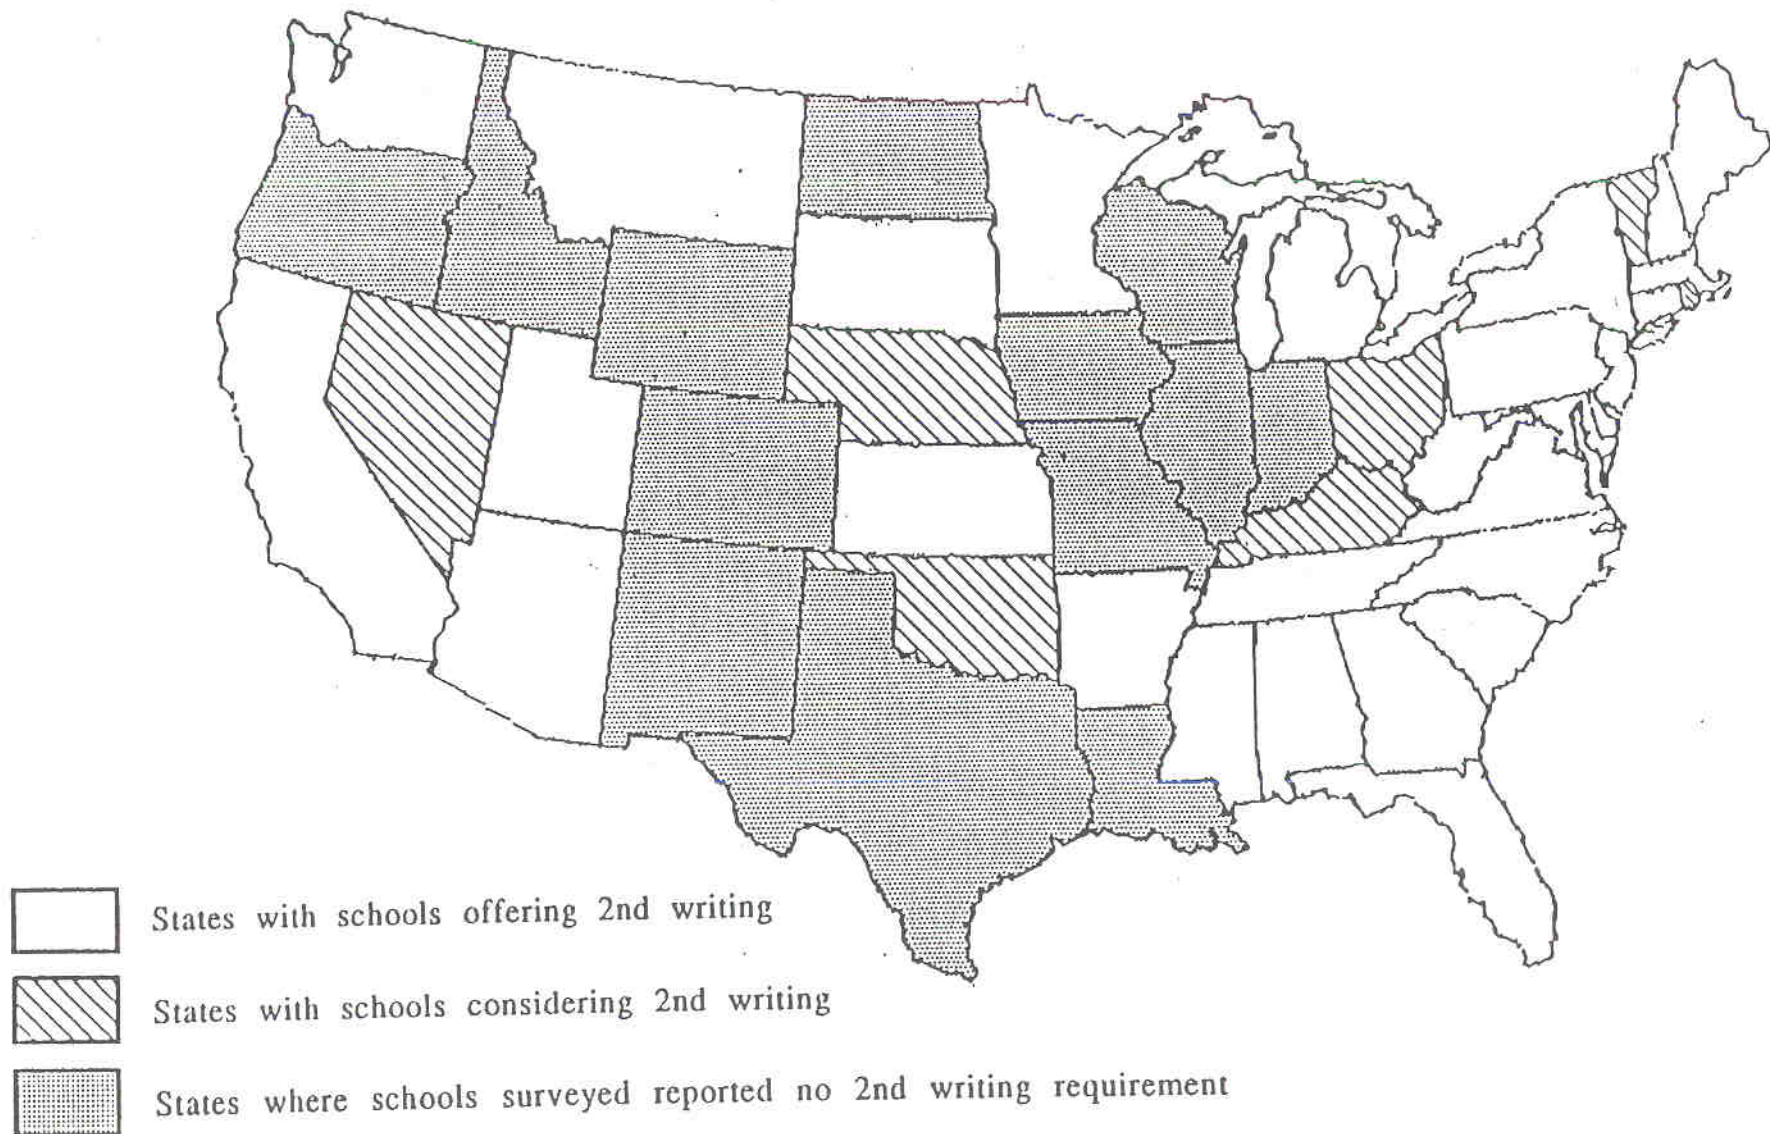 States with schools offering 2nd writing
States with schools considering 2nd writing
States where schools surveyed reported no 2nd writing requirement